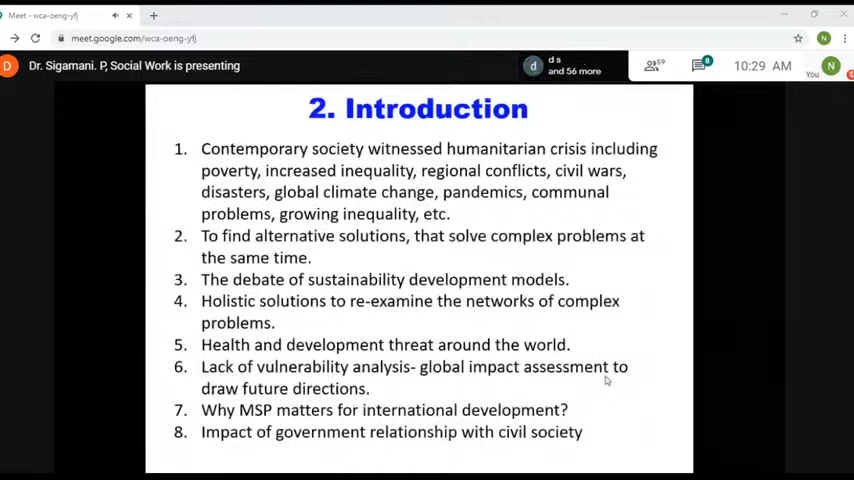 Meet - wca-oeng-yfj
meet.google.com/wca-oeng-yfj
N
D Dr. Sigamani. P, Social Work is presenting
d d s
and 56 more
59
8
10:29 AM
You N
2. Introduction
1. Contemporary society witnessed humanitarian crisis including
poverty, increased inequality, regional conflicts, civil wars,
disasters, global climate change, pandemics, communal
problems, growing inequality, etc.
2. To find alternative solutions, that solve complex problems at
the same time.
3. The debate of sustainability development models.
4. Holistic solutions to re-examine the networks of complex
problems.
5. Health and development threat around the world.
6. Lack of vulnerability analysis- global impact assessment to
draw future directions.
7. Why MSP matters for international development?
8. Impact of government relationship with civil society